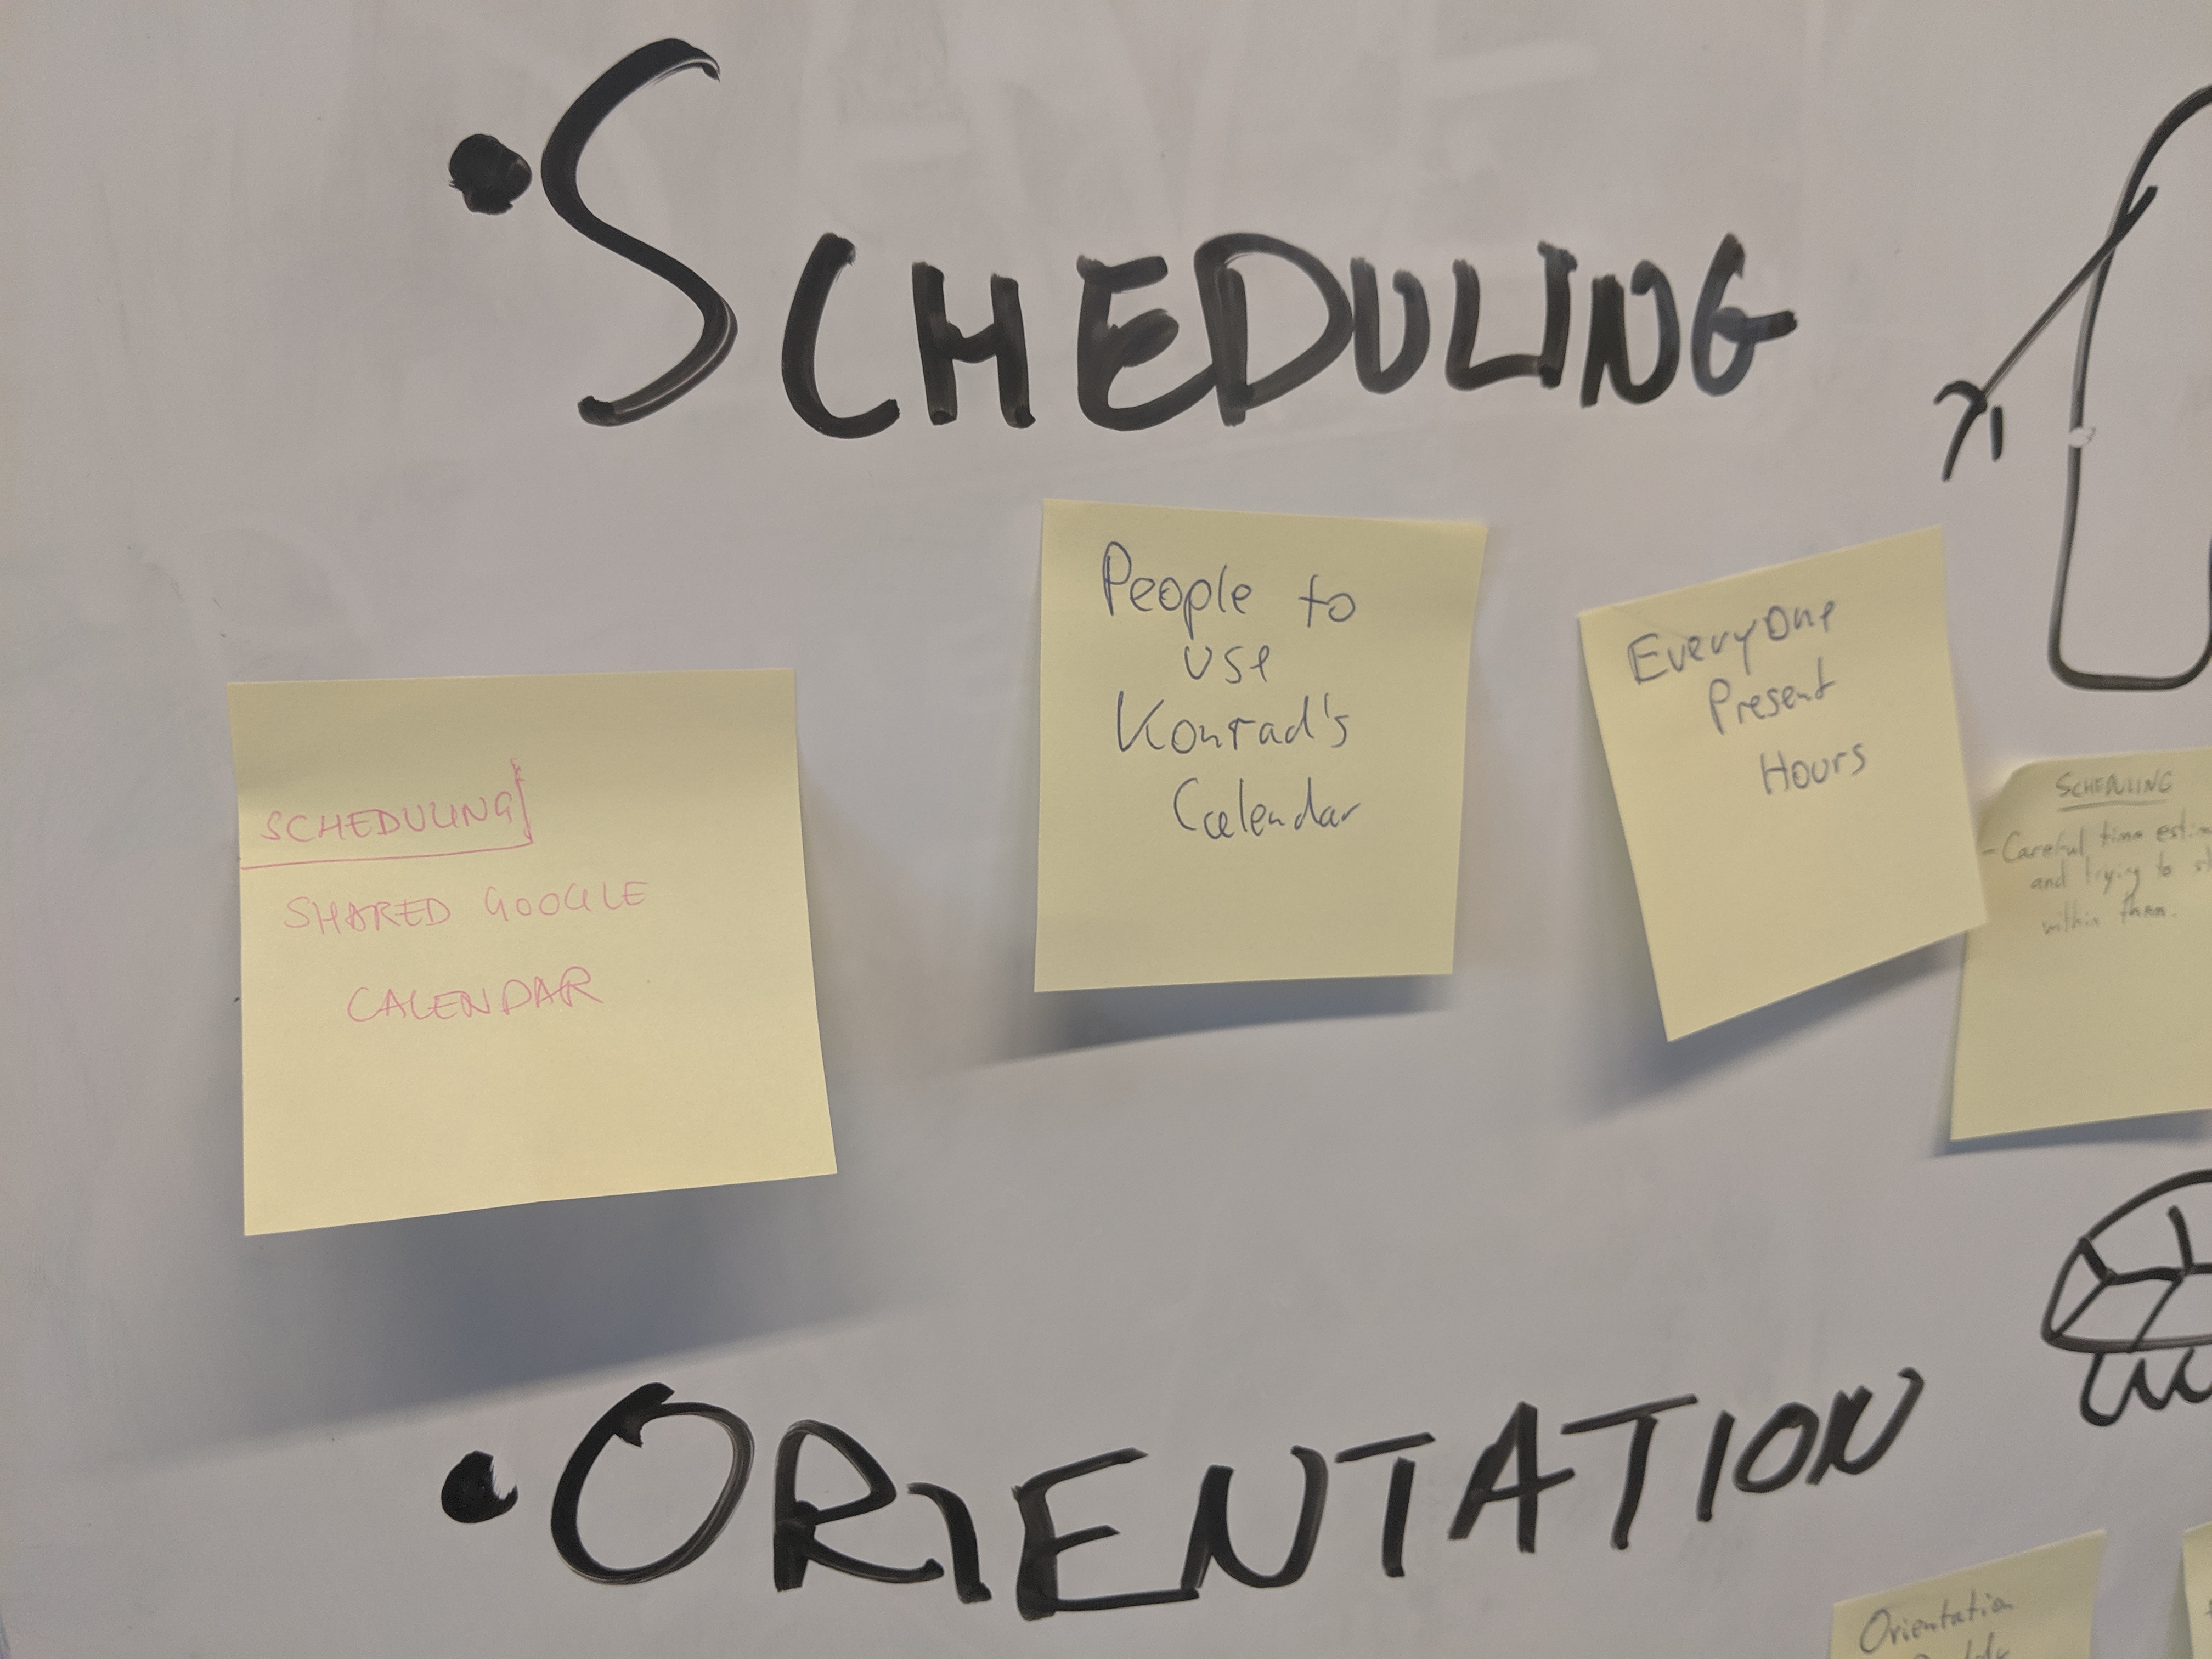 • SCHEDULING
SCHEDULING
SHARED GOOGLE
CALENDAR
People to
use
Konrad's
Calendar
Everyone
Present
Hours
SCHEDULING
- Careful time
and trying to
within them.
• ORIENTATION
Orientation